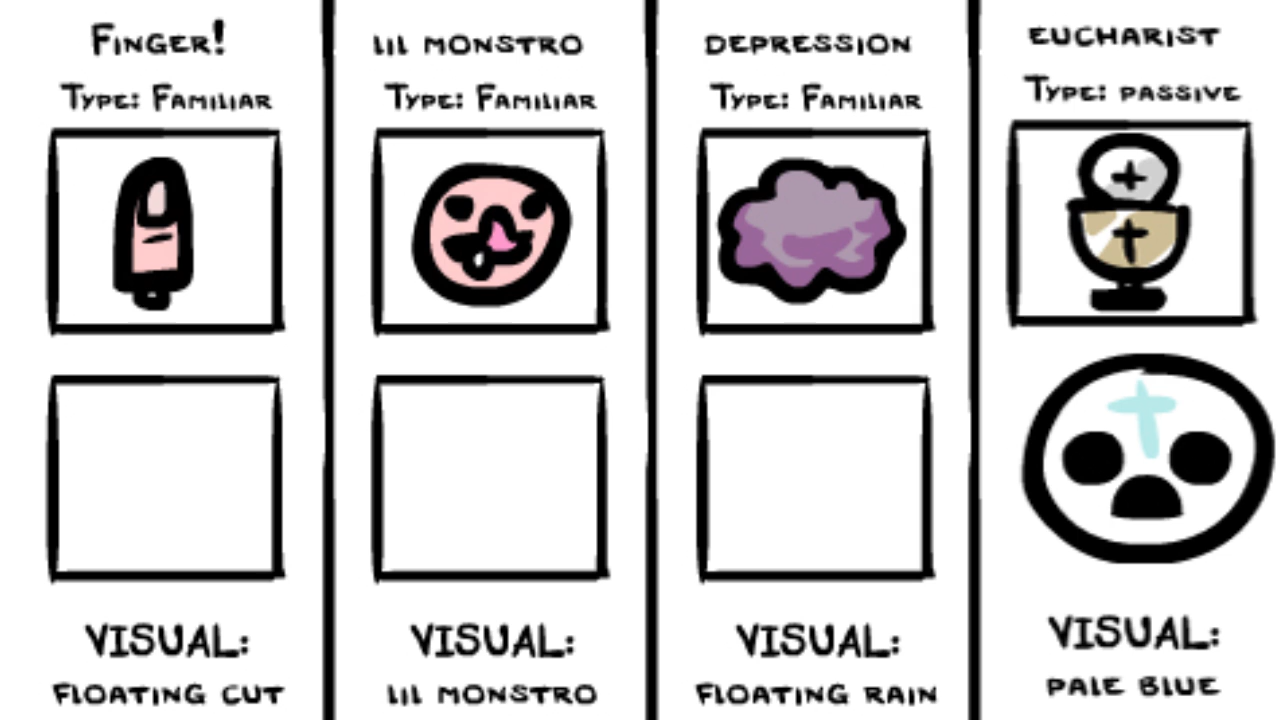 Finger!
Type: Familiar
VISUAL:
FLOATING CUT
LIL MONSTRO
Type: Familiar
VISUAL:
LIL MONSTRO
DEPRESSION
Type: Familiar
VISUAL:
FLOATING RAIN
EUCHARIST
Type: PASSIVE
VISUAL:
PALE BLUE